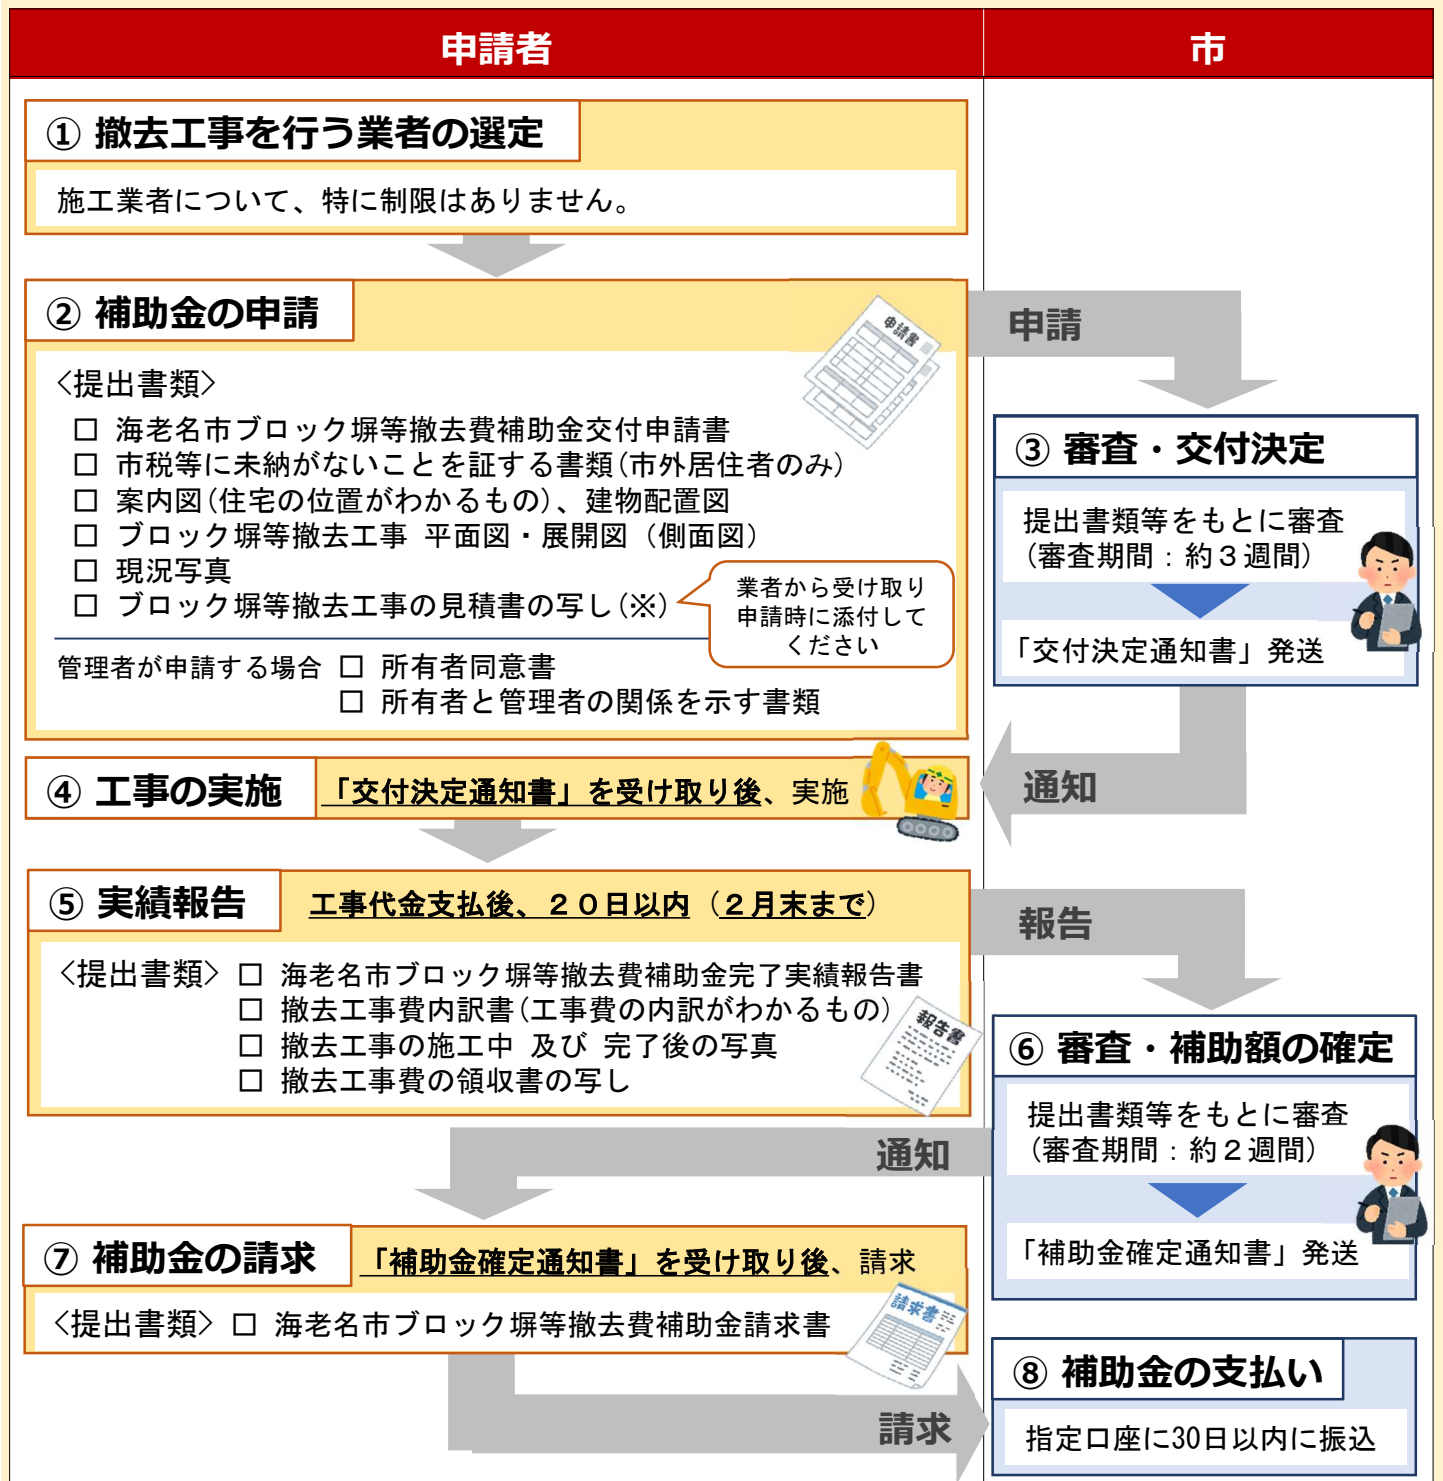 申請者
市
① 撤去工事を行う業者の選定
施工業者について、特に制限はありません。
② 補助金の申請
申請書
申請
<提出書類>
□ 海老名市ブロック塀等撤去費補助金交付申請書
□ 市税等に未納がないことを証する書類(市外居住者のみ)
□ 案内図(住宅の位置がわかるもの)、建物配置図
□ ブロック塀等撤去工事 平面図・展開図（側面図）
□ 現況写真
□ ブロック塀等撤去工事の見積書の写し(※)
業者から受け取り
申請時に添付して
ください
管理者が申請する場合 □ 所有者同意書
□ 所有者と管理者の関係を示す書類
③ 審査・交付決定
提出書類等をもとに審査
(審査期間：約３週間)
「交付決定通知書」発送
通知
④ 工事の実施 「交付決定通知書」を受け取り後、実施
⑤ 実績報告 工事代金支払後、２０日以内（２月末まで）
報告
<提出書類> □ 海老名市ブロック塀等撤去費補助金完了実績報告書
□ 撤去工事費内訳書(工事費の内訳がわかるもの)
□ 撤去工事の施工中 及び 完了後の写真
□ 撤去工事費の領収書の写し
報告書
⑥ 審査・補助額の確定
提出書類等をもとに審査
(審査期間：約２週間)
「補助金確定通知書」発送
通知
⑦ 補助金の請求 「補助金確定通知書」を受け取り後、請求
<提出書類> □ 海老名市ブロック塀等撤去費補助金請求書
請求書
請求
⑧ 補助金の支払い
指定口座に30日以内に振込